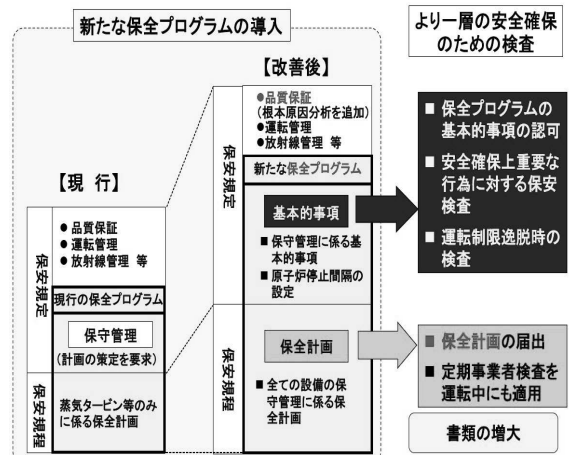 新たな保全プログラムの導入
より一層の安全確保
のための検査
【改善後】
●品質保証
(根本原因分析を追加)
●運転管理
●放射線管理 等
保安規定
新たな保全プログラム
基本的事項
■ 保守管理に係る基
本的事項
■ 原子炉停止間隔の
設定
保安規程
保全計画
■ 全ての設備の保
守管理に係る保
全計画
【現 行】
● 品質保証
● 運転管理
● 放射線管理 等
保安規定
現行の保全プログラム
保守管理
(計画の策定を要求)
保安規程
蒸気タービン等のみ
に係る保全計画
■ 保全プログラムの
基本的事項の認可
■ 安全確保上重要な
行為に対する保安
検査
■ 運転制限逸脱時の
検査
■ 保全計画の届出
■ 定期事業者検査を
運転中にも適用
書類の増大